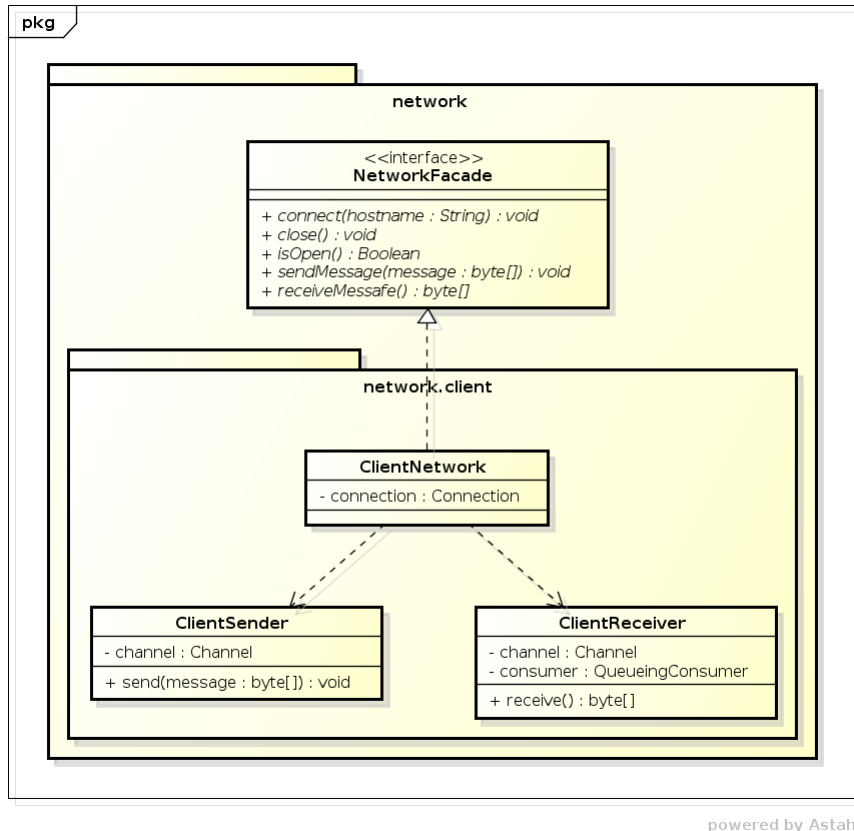 pkg
network
<<interface>>
NetworkFacade
+ connect(hostname : String) : void
+ close() : void
+ isOpen() : Boolean
+ sendMessage(message : byte[]) : void
+ receiveMessafe() : byte[]
network.client
ClientNetwork
- connection : Connection
ClientSender
- channel : Channel
+ send(message : byte[]) : void
ClientReceiver
- channel : Channel
- consumer : QueueingConsumer
+ receive() : byte[]
powered by Astah